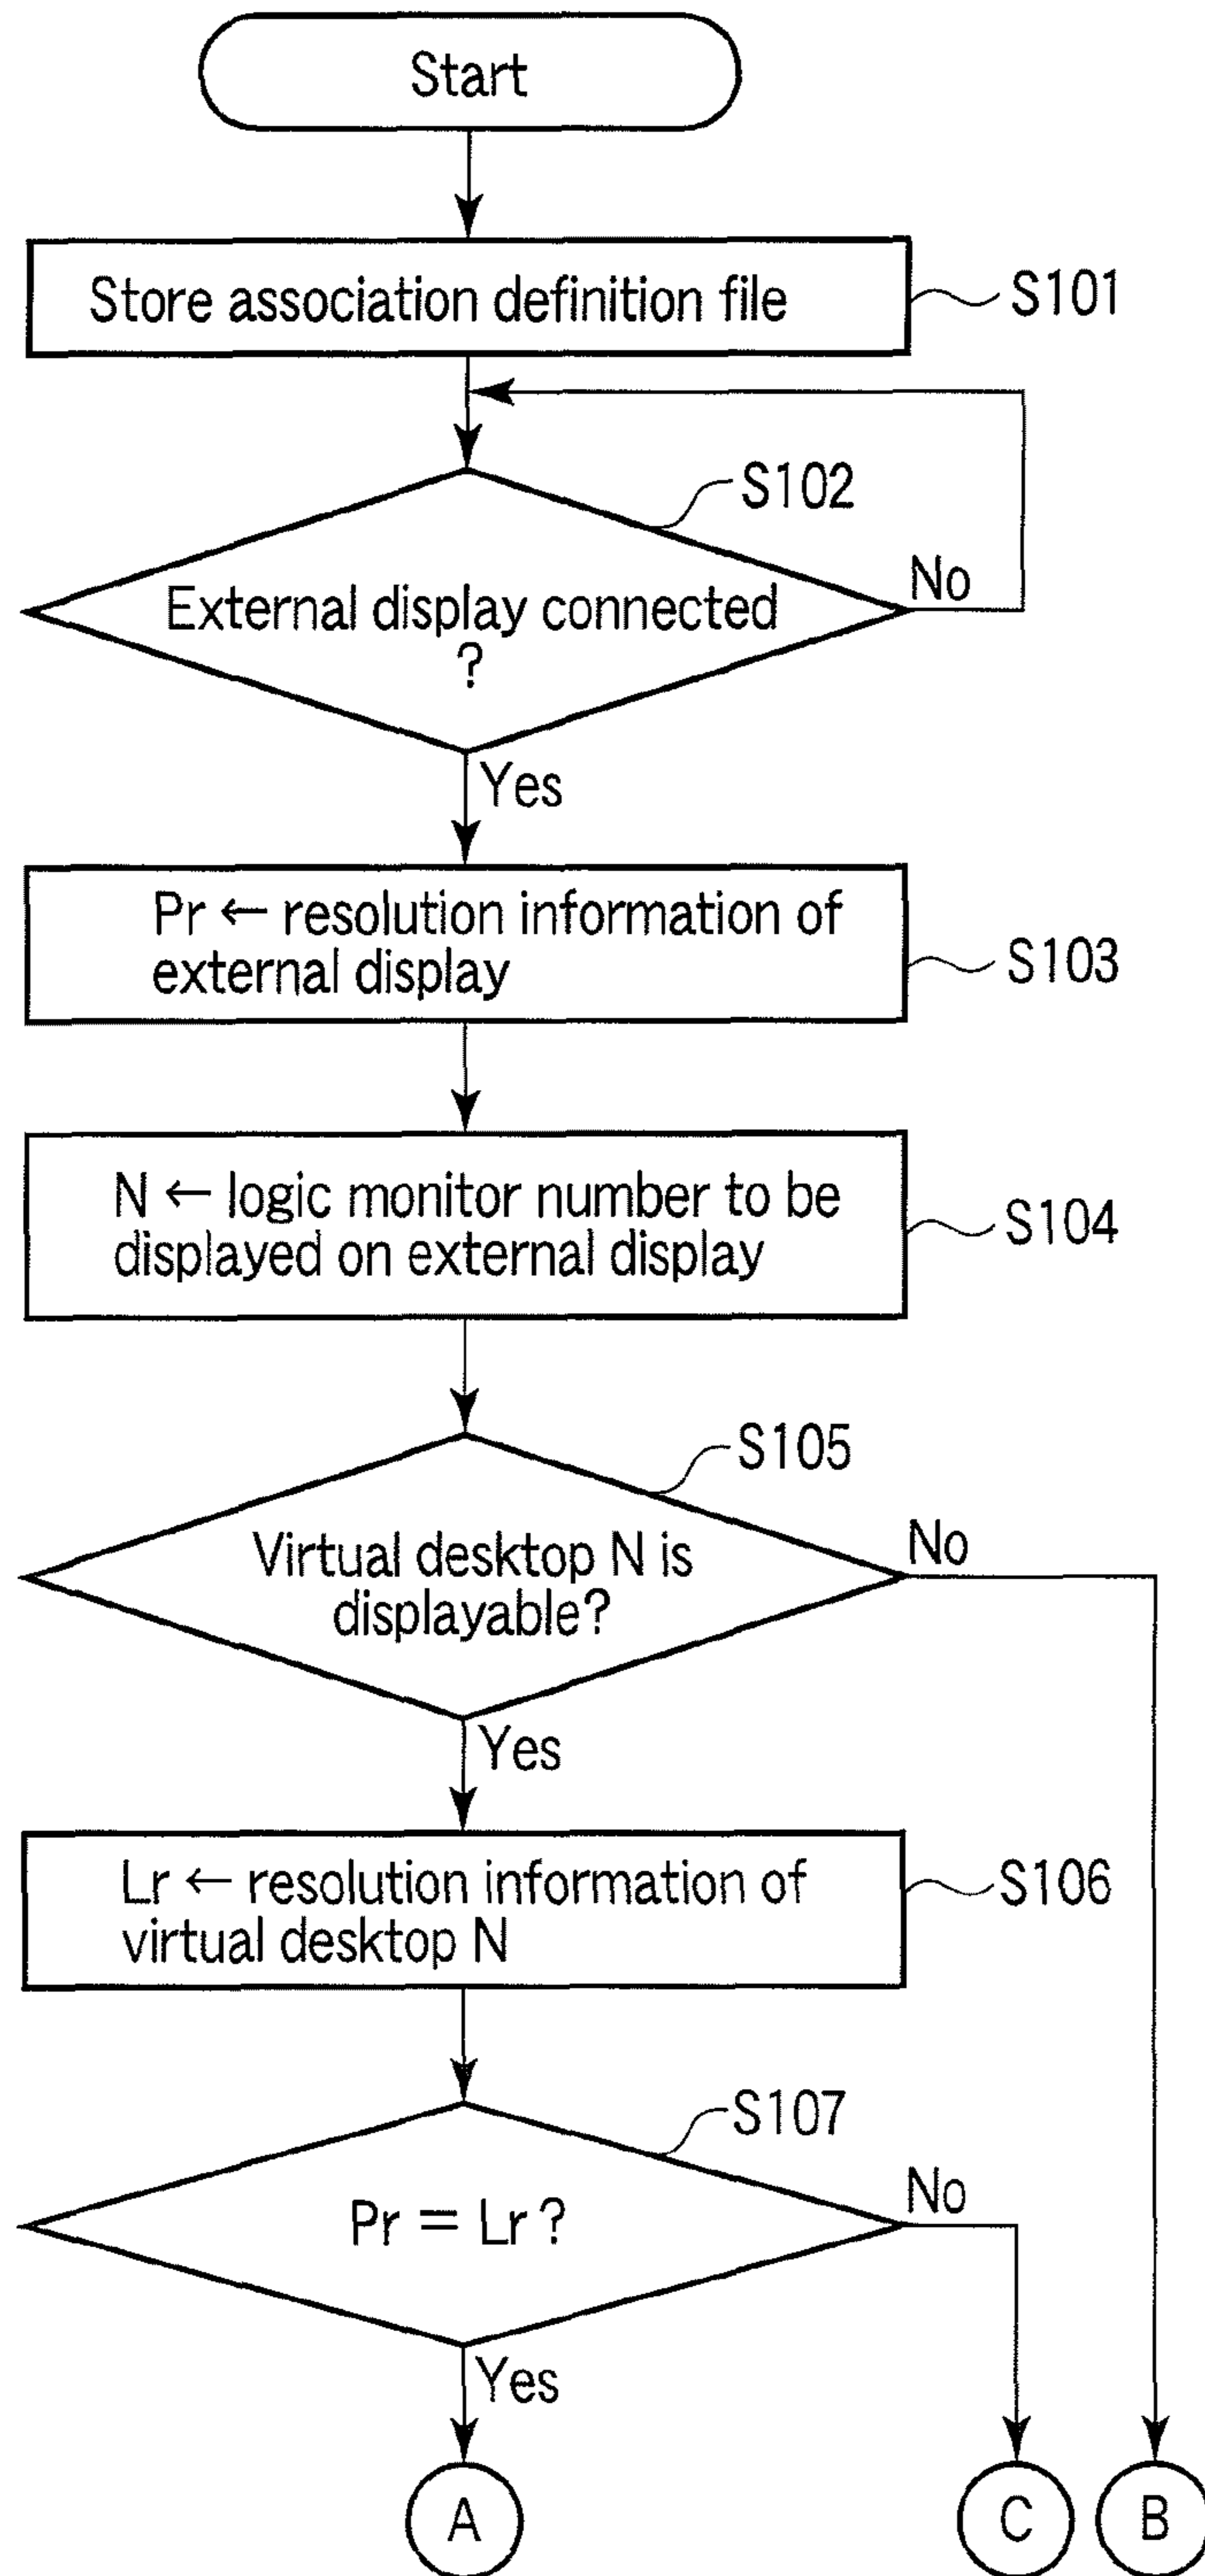 Start
Store association definition file
S101
S102
External display connected
?
No
Yes
Pr ← resolution information of
external display
S103
N ← logic monitor number to be
displayed on external display
S104
S105
Virtual desktop N is
displayable?
No
Yes
Lr ← resolution information of
virtual desktop N
S106
S107
Pr = Lr ?
No
Yes
A
C
B